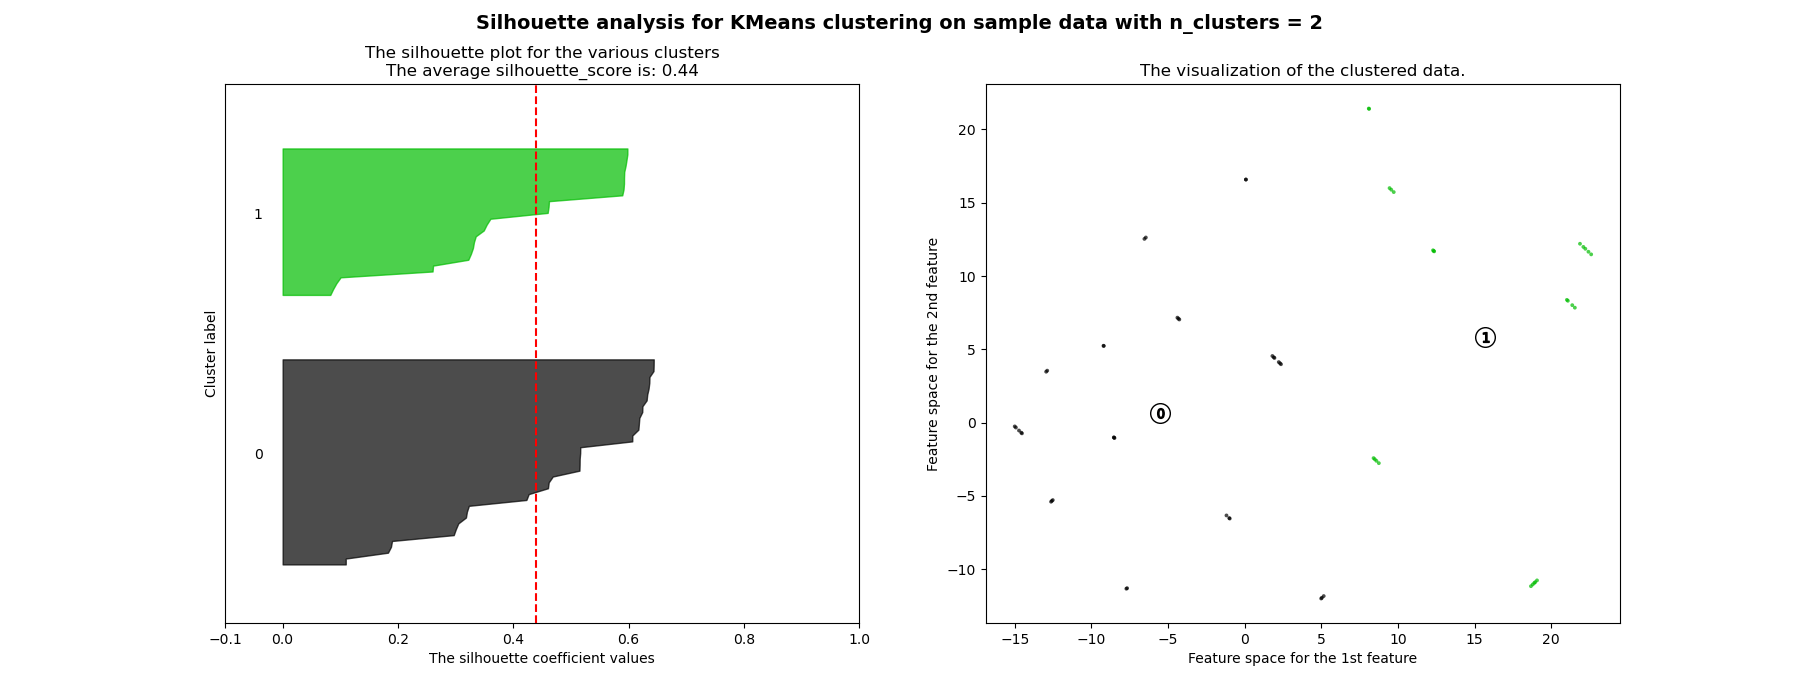 Silhouette analysis for KMeans clustering on sample data with n_clusters = 2
The silhouette plot for the various clusters
The average silhouette_score is: 0.44
1
0
Cluster label
−0.1 0.0 0.2 0.4 0.6 0.8 1.0
The silhouette coefficient values
The visualization of the clustered data.
20
15
10
5
0
−5
−10
Feature space for the 2nd feature
1
0
−15 −10 −5 0 5 10 15 20
Feature space for the 1st feature